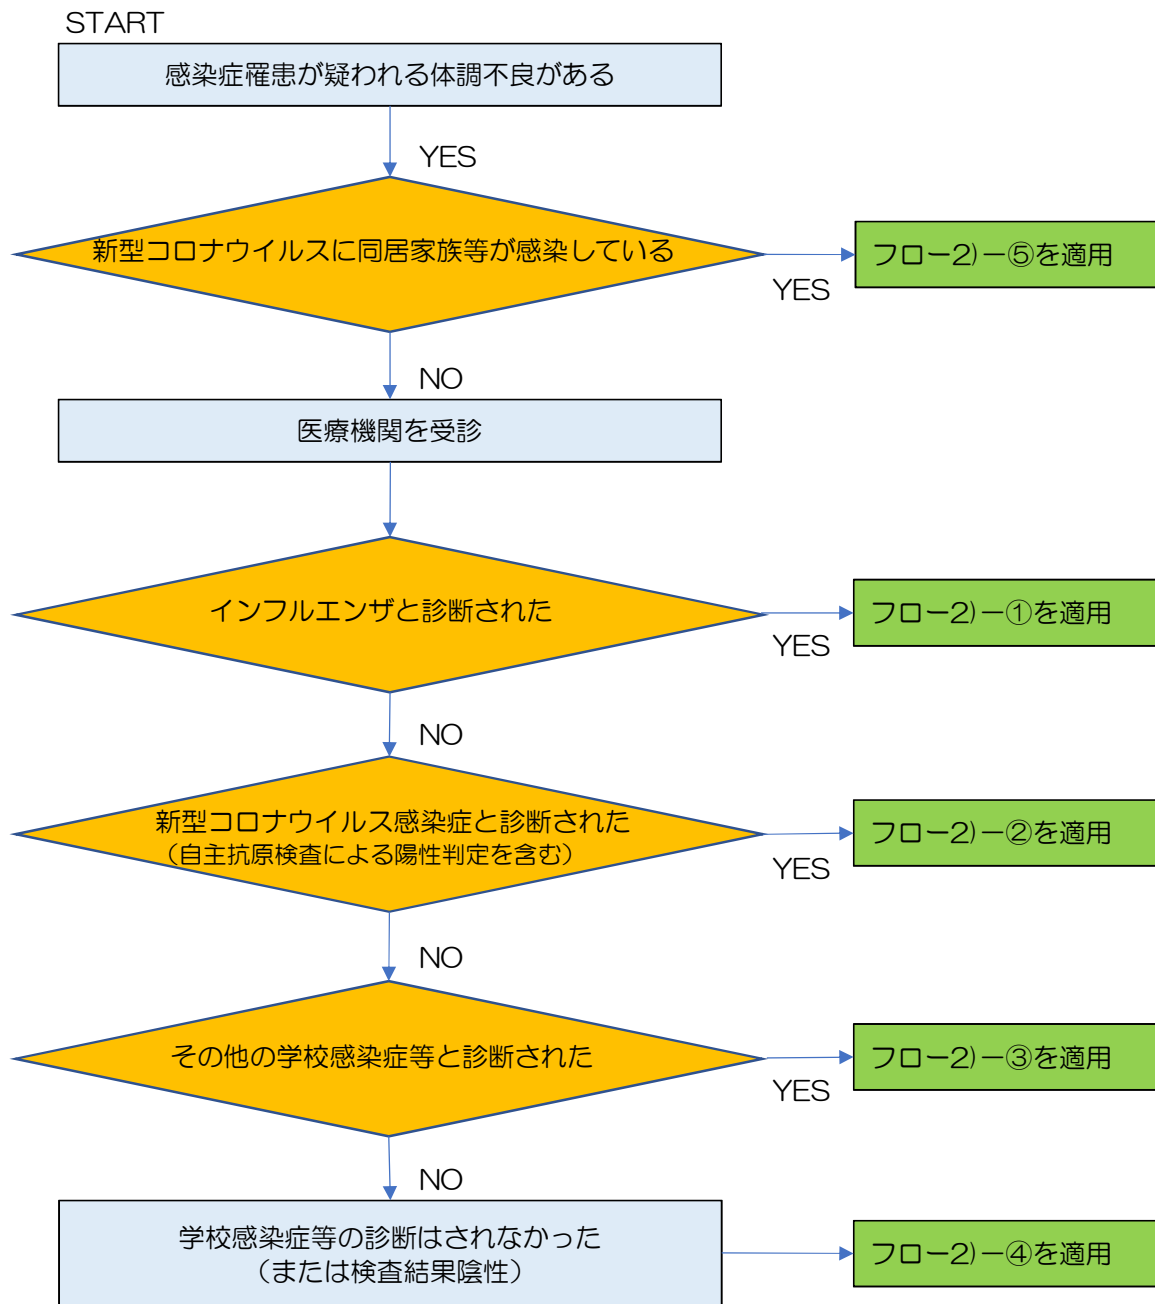 START
感染症罹患が疑われる体調不良がある
YES
新型コロナウイルスに同居家族等が感染している
フロー2)ー⑤を適用
YES
NO
医療機関を受診
インフルエンザと診断された
フロー2)ー①を適用
YES
NO
新型コロナウイルス感染症と診断された
（自主抗原検査による陽性判定を含む）
フロー2)ー②を適用
YES
NO
その他の学校感染症等と診断された
フロー2)ー③を適用
YES
NO
学校感染症等の診断はされなかった
（または検査結果陰性）
フロー2)ー④を適用